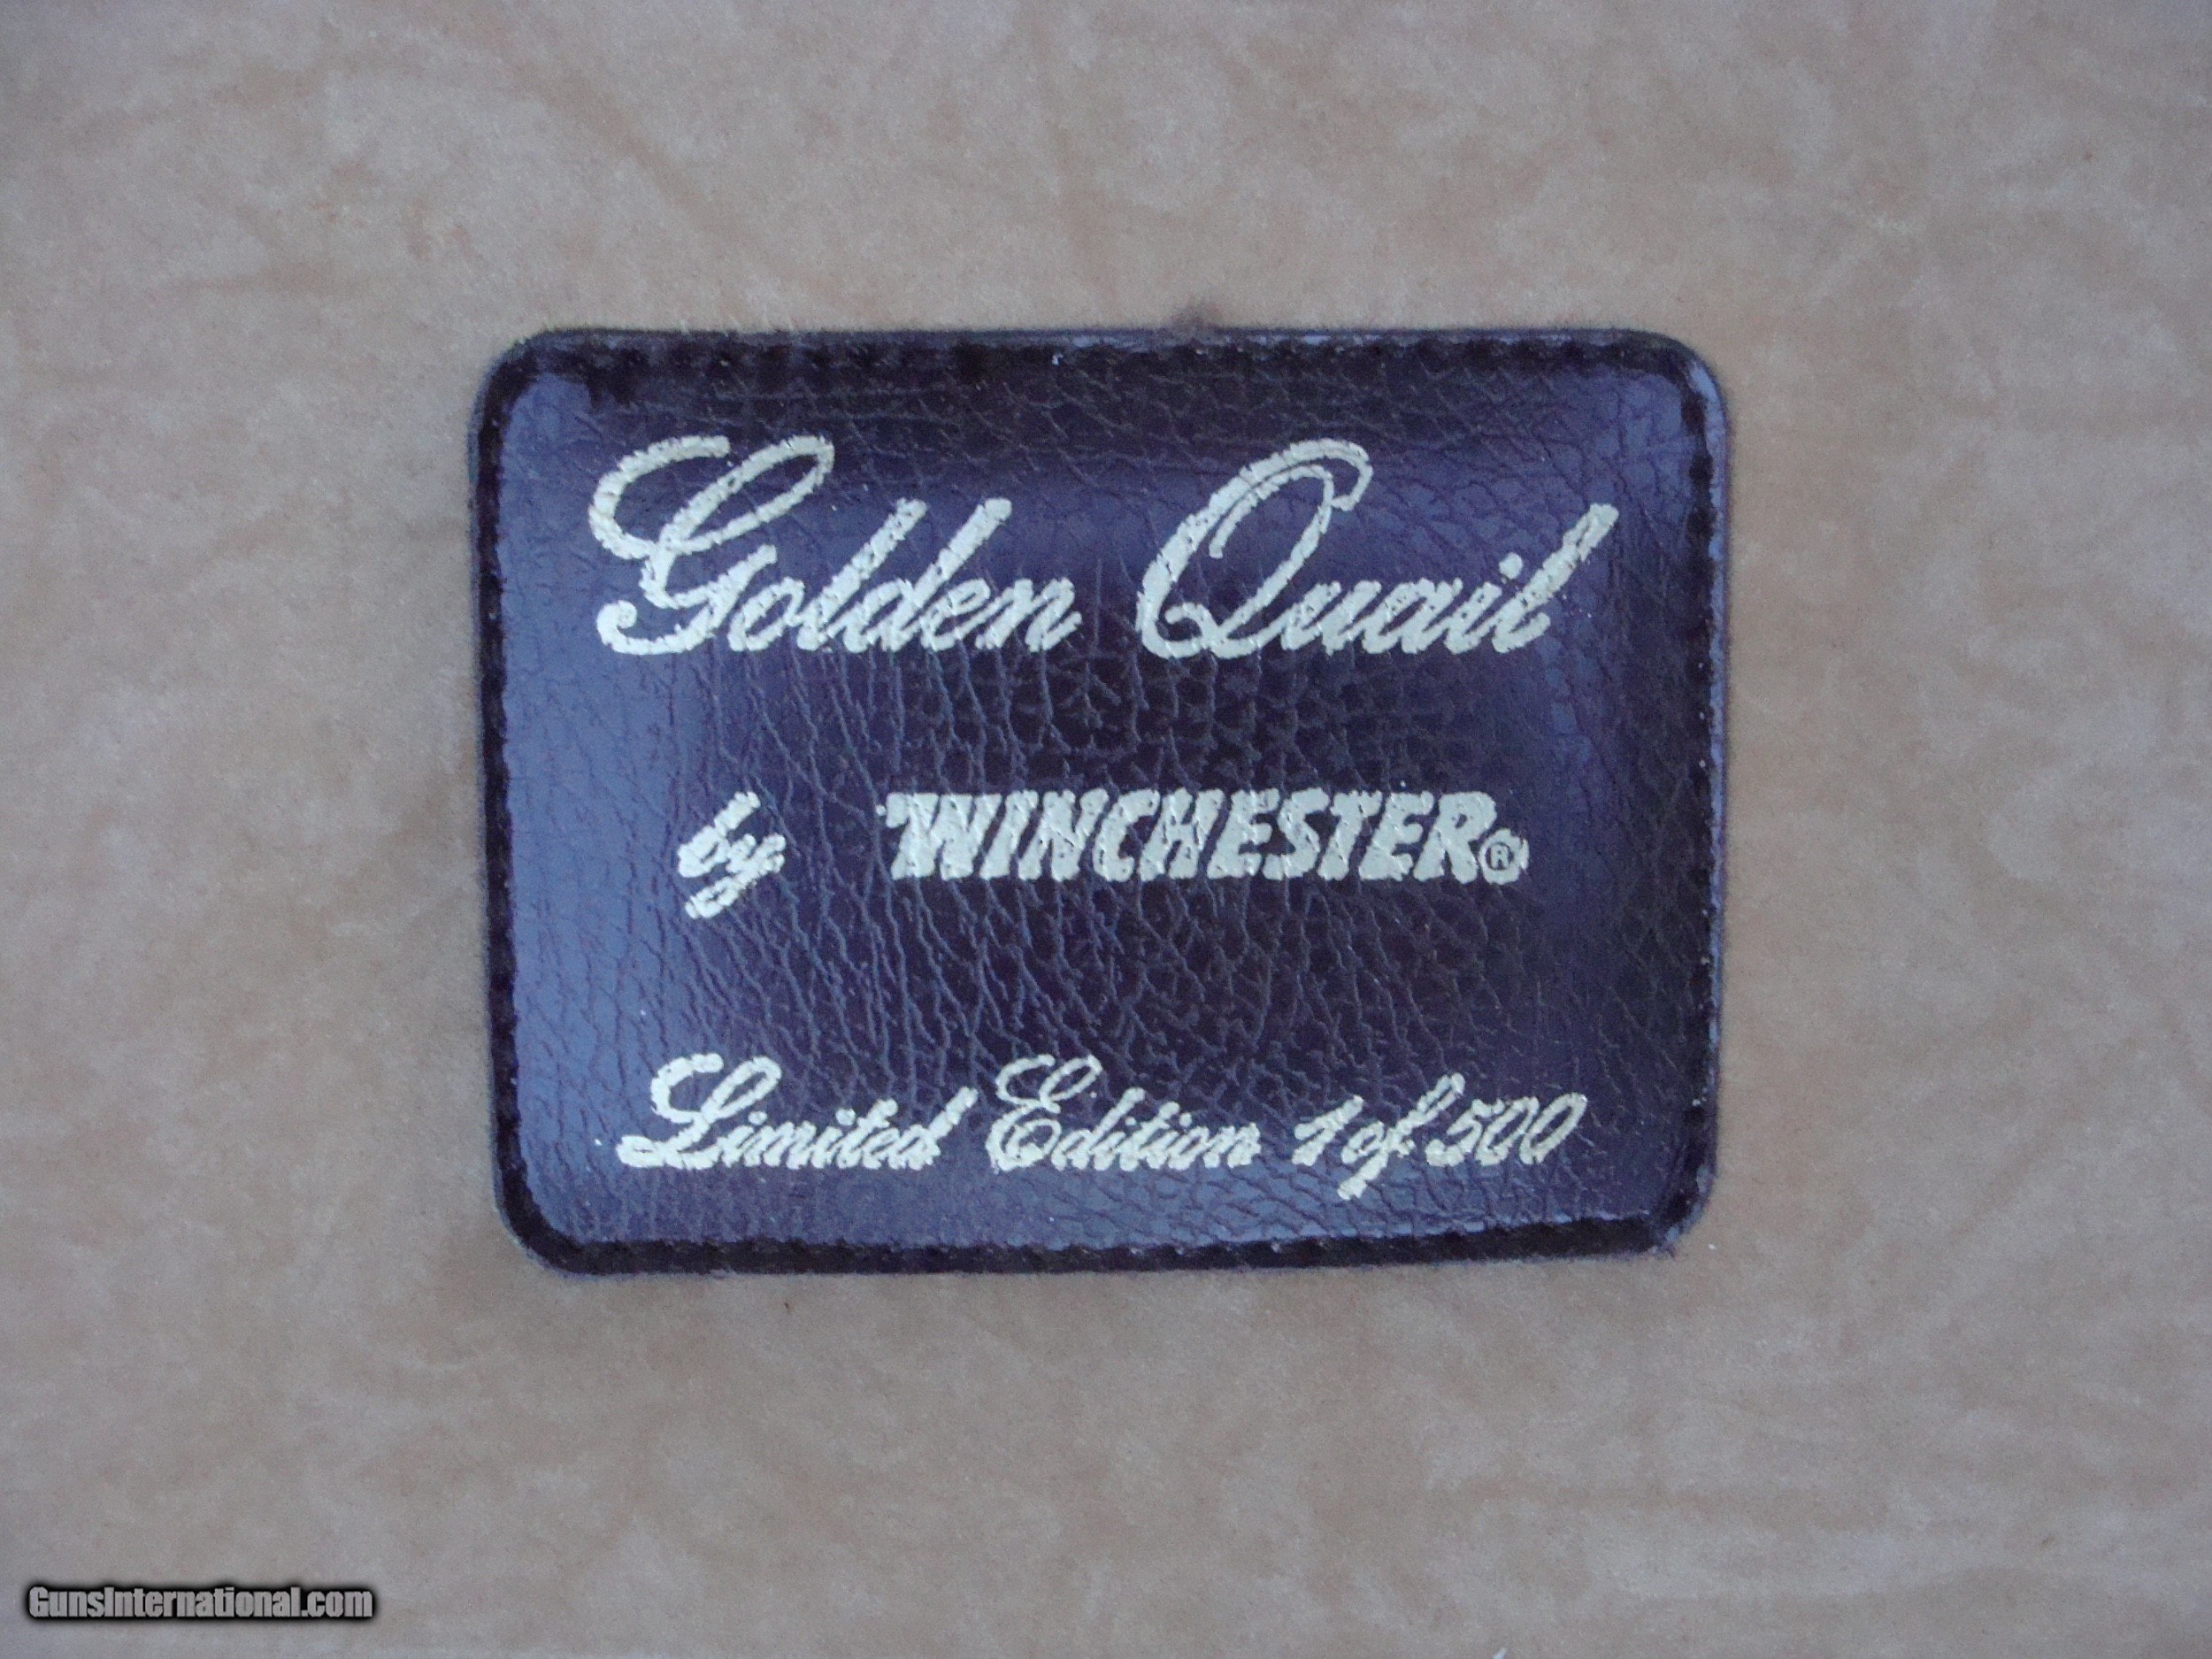 Golden Quail
by WINCHESTER®
Limited Edition 1 of 500
GunsInternational.com